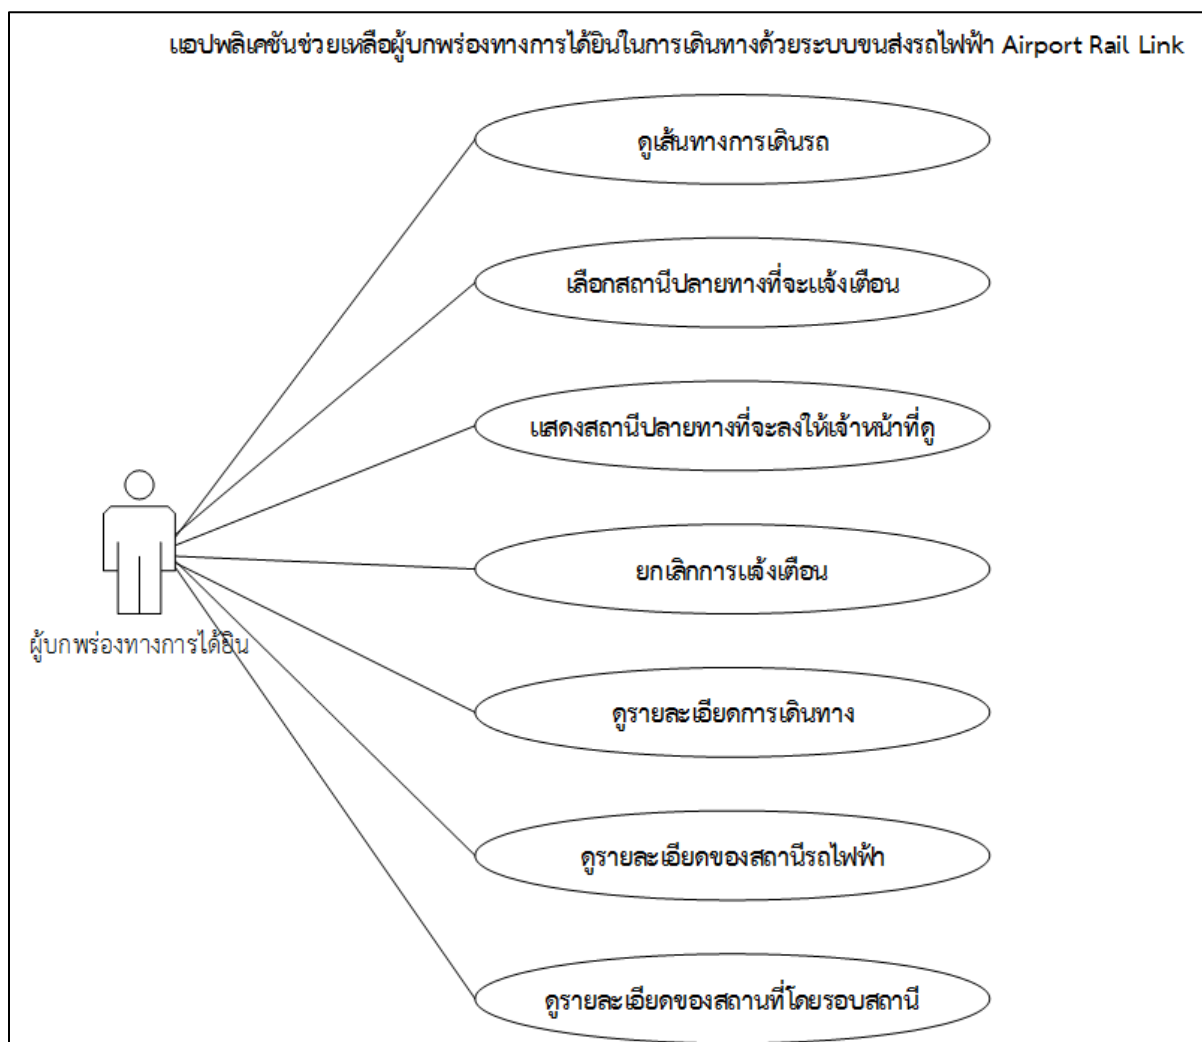 แอปพลิเคชันช่วยเหลือผู้บกพร่องทางการได้ยินในการเดินทางด้วยระบบขนส่งรถไฟฟ้า Airport Rail Link
ดูเส้นทางการเดินรถ
เลือกสถานีปลายทางที่จะแจ้งเตือน
แสดงสถานีปลายทางที่จะลงให้เจ้าหน้าที่ดู
ยกเลิกการแจ้งเตือน
ผู้บกพร่องทางการได้ยิน
ดูรายละเอียดการเดินทาง
ดูรายละเอียดของสถานีรถไฟฟ้า
ดูรายละเอียดของสถานที่โดยรอบสถานี